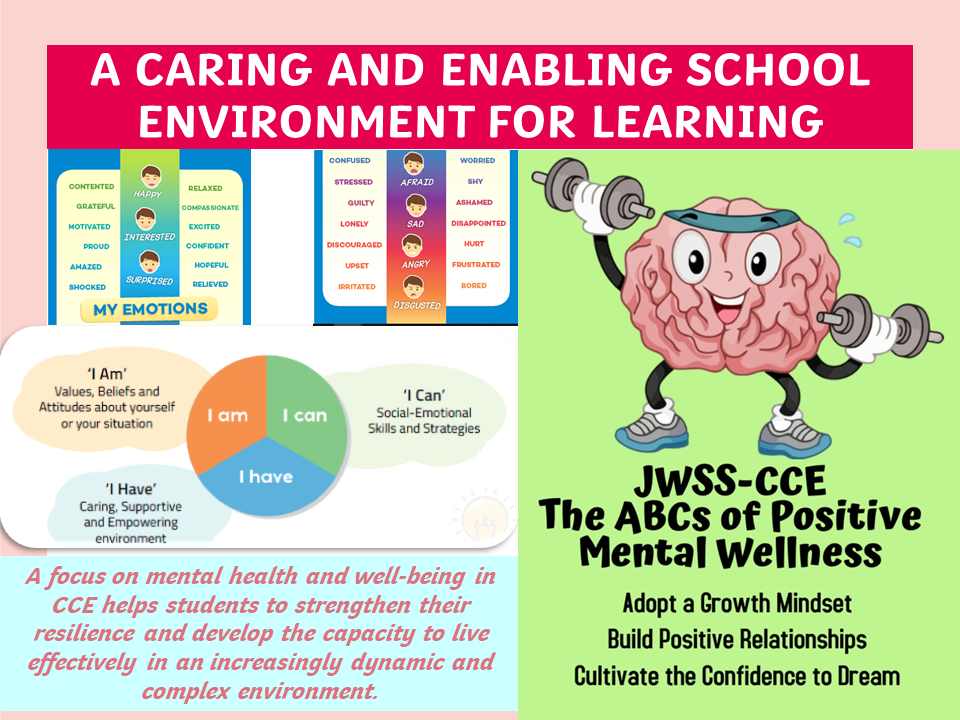 A CARING AND ENABLING SCHOOL
ENVIRONMENT FOR LEARNING
CONTENTED
GRATEFUL
MOTIVATED
PROUD
AMAZED
SHOCKED
HAPPY
INTERESTED
SURPRISED
RELAXED
COMPASSIONATE
EXCITED
CONFIDENT
HOPEFUL
RELIEVED
MY EMOTIONS
CONFUSED
STRESSED
GUILTY
LONELY
DISCOURAGED
UPSET
IRRITATED
AFRAID
SAD
ANGRY
DISGUSTED
WORRIED
SHY
ASHAMED
DISAPPOINTED
HURT
FRUSTRATED
BORED
'I Am'
Values, Beliefs and
Attitudes about yourself
or your situation
I am
I can
I have
'I Can'
Social-Emotional
Skills and Strategies
'I Have'
Caring, Supportive
and Empowering
environment
A focus on mental health and well-being in
CCE helps students to strengthen their
resilience and develop the capacity to live
effectively in an increasingly dynamic and
complex environment.
JWSS-CCE
The ABCs of Positive
Mental Wellness
Adopt a Growth Mindset
Build Positive Relationships
Cultivate the Confidence to Dream